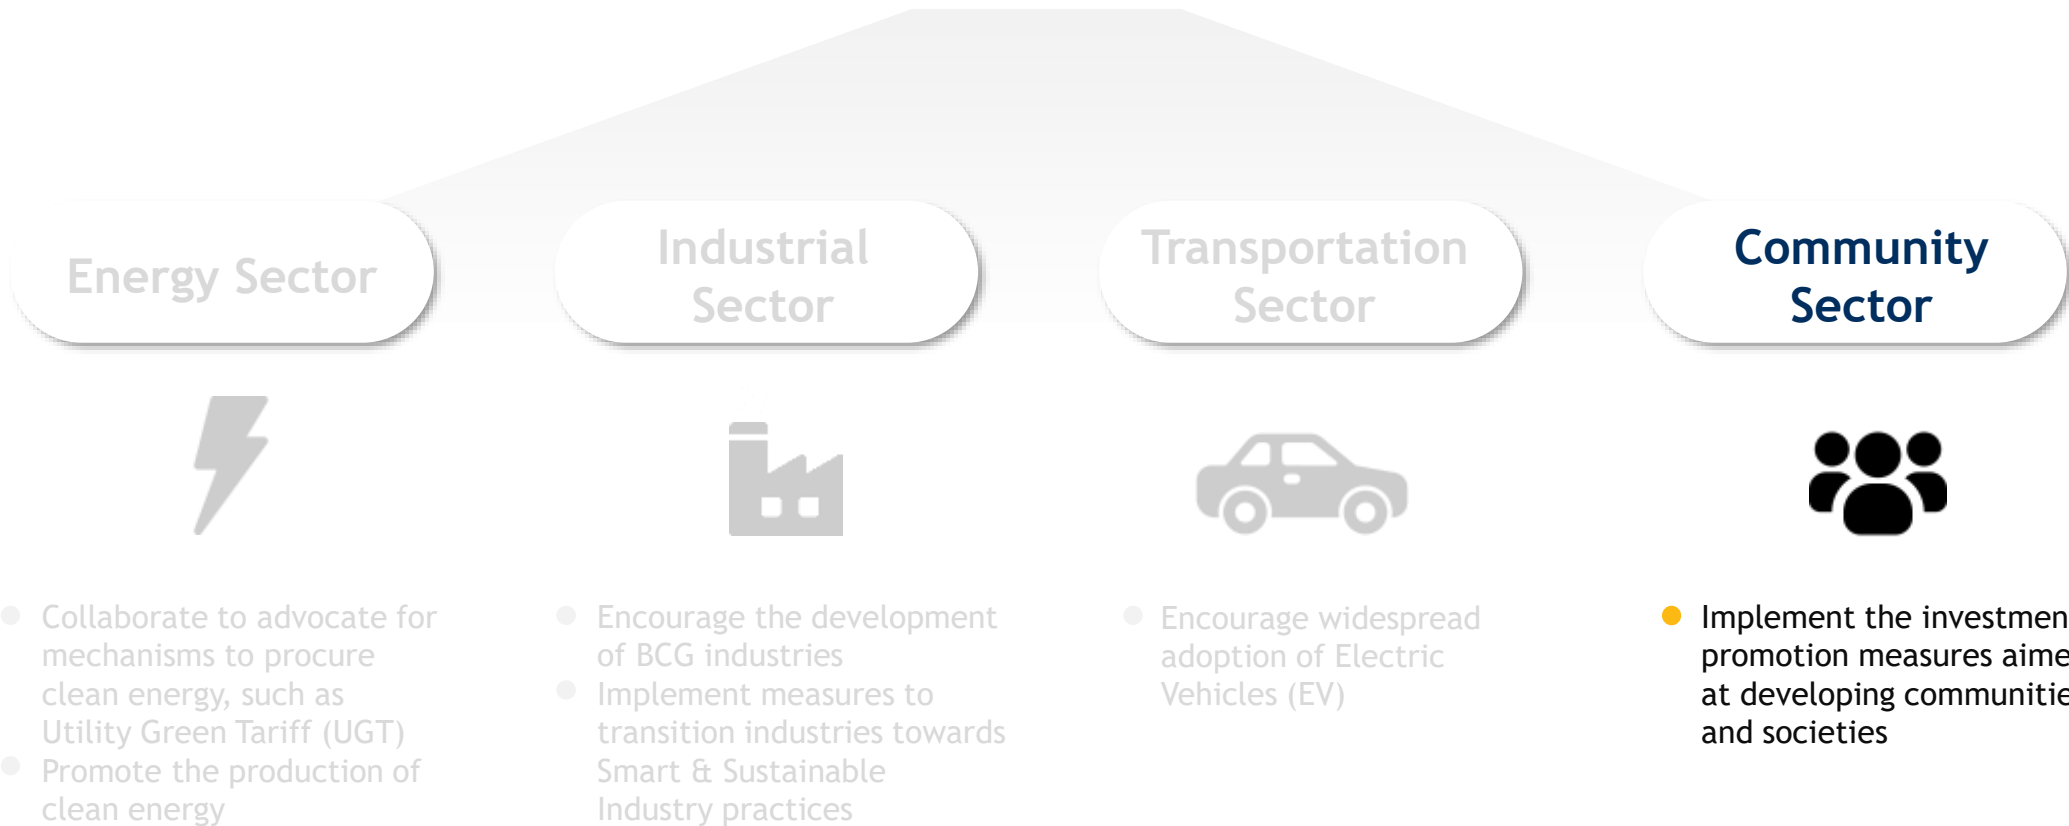 Energy Sector
Industrial
Sector
Transportation
Sector
Community
Sector
Collaborate to advocate for
mechanisms to procure
clean energy, such as
Utility Green Tariff (UGT)
Promote the production of
clean energy
Encourage the development
of BCG industries
Implement measures to
transition industries towards
Smart & Sustainable
Industry practices
Encourage widespread
adoption of Electric
Vehicles (EV)
Implement the investmen
promotion measures aime
at developing communitie
and societies